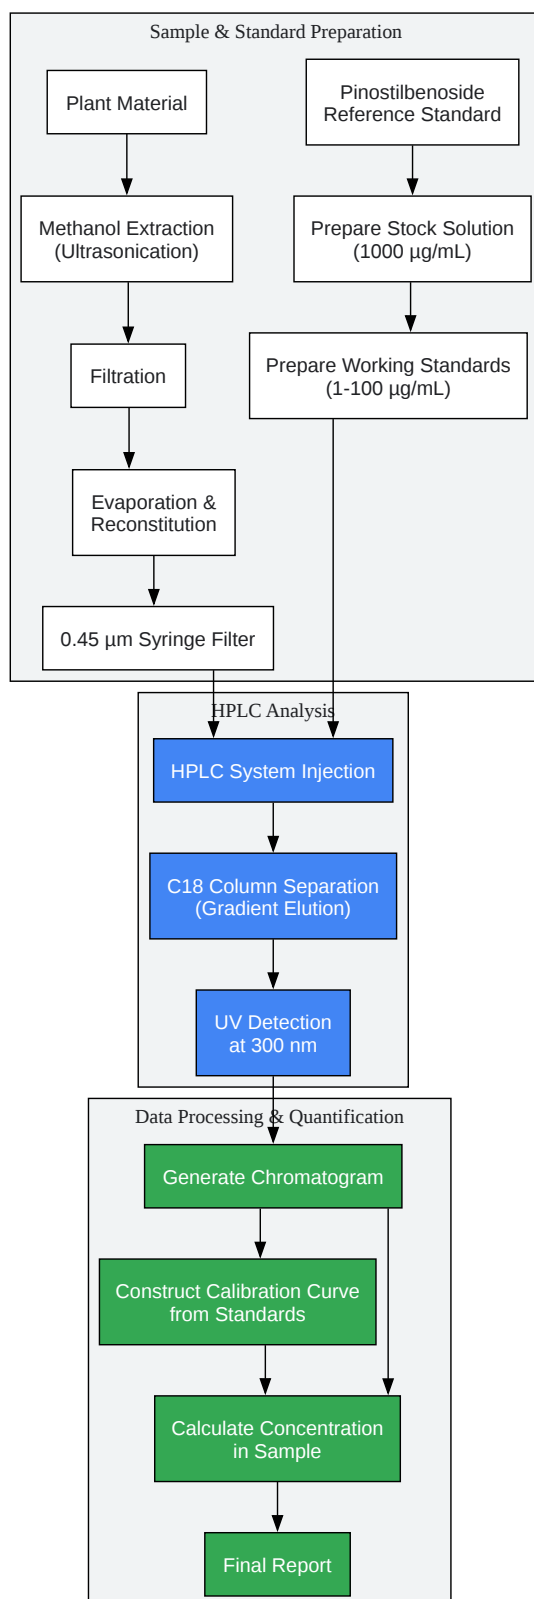 Sample & Standard Preparation
Plant Material
Pinostilbenoside
Reference Standard
Methanol Extraction
(Ultrasonication)
Prepare Stock Solution
(1000 µg/mL)
Filtration
Prepare Working Standards
(1-100 µg/mL)
Evaporation &
Reconstitution
0.45 µm Syringe Filter
HPLC Analysis
HPLC System Injection
C18 Column Separation
(Gradient Elution)
UV Detection
at 300 nm
Data Processing & Quantification
Generate Chromatogram
Construct Calibration Curve
from Standards
Calculate Concentration
in Sample
Final Report